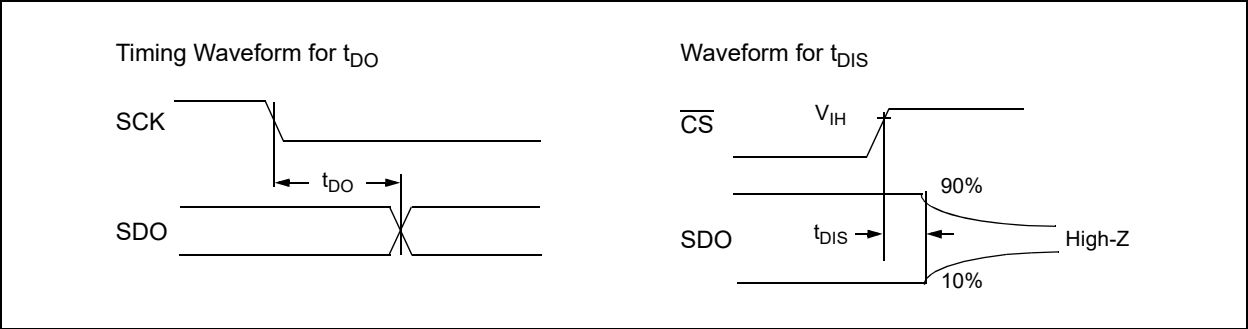 Timing Waveform for tDO
SCK
tDO
SDO
Waveform for tDIS
CS
VIH
90%
SDO
tDIS
High-Z
10%